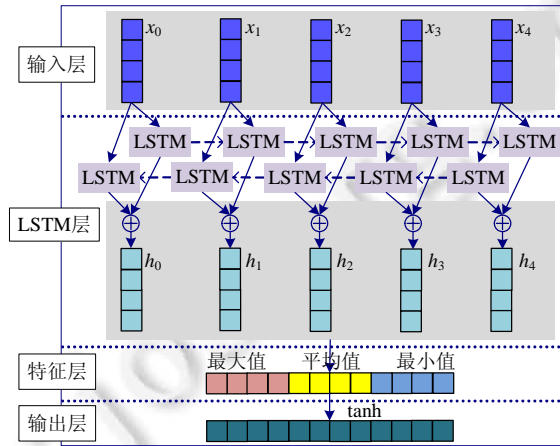 x0 x1 x2 x3 x4
输入层
LSTM LSTM LSTM LSTM LSTM
LSTM LSTM LSTM LSTM LSTM
LSTM层
h0 h1 h2 h3 h4
最大值 平均值 最小值
特征层
tanh
输出层